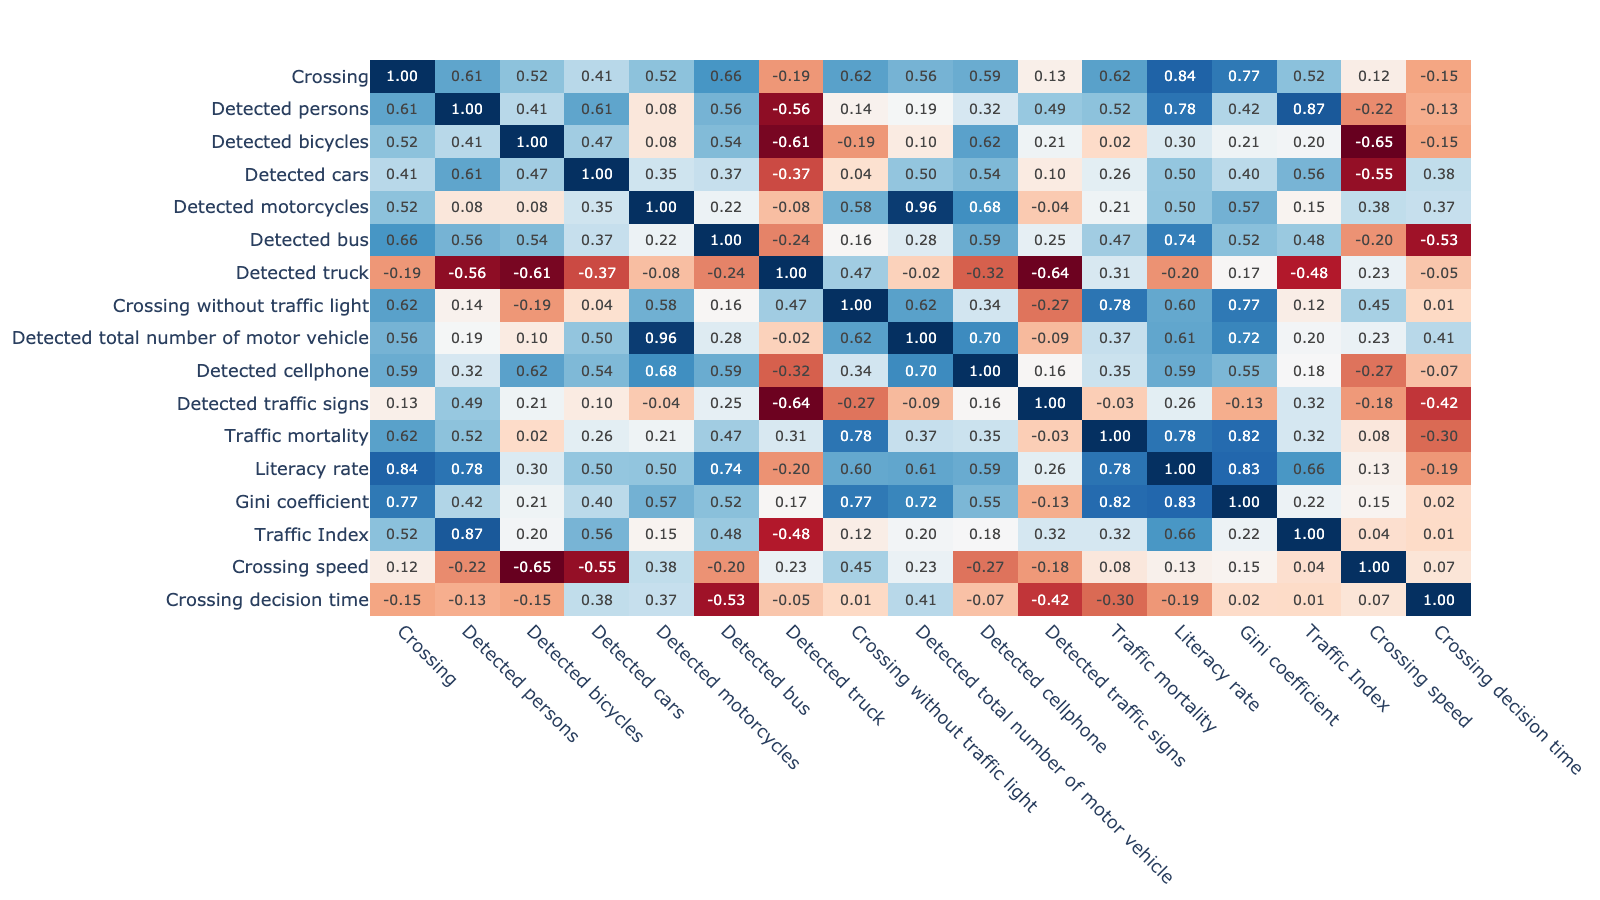 Crossing 1.00 0.61 0.52 0.41 0.52 0.66 -0.19 0.62 0.56 0.59 0.13 0.62 0.84 0.77 0.52 0.12 -0.15
Detected persons 0.61 1.00 0.41 0.61 0.08 0.56 -0.56 0.14 0.19 0.32 0.49 0.52 0.78 0.42 0.87 -0.22 -0.13
Detected bicycles 0.52 0.41 1.00 0.47 0.08 0.54 -0.61 -0.19 0.10 0.62 0.21 0.02 0.30 0.21 0.20 -0.65 -0.15
Detected cars 0.41 0.61 0.47 1.00 0.35 0.37 -0.37 0.04 0.50 0.54 0.10 0.26 0.50 0.40 0.56 -0.55 0.38
Detected motorcycles 0.52 0.08 0.08 0.35 1.00 0.22 -0.08 0.58 0.96 0.68 -0.04 0.21 0.50 0.57 0.15 0.38 0.37
Detected bus 0.66 0.56 0.54 0.37 0.22 1.00 -0.24 0.16 0.28 0.59 0.25 0.47 0.74 0.52 0.48 -0.20 -0.53
Detected truck -0.19 -0.56 -0.61 -0.37 -0.08 -0.24 1.00 0.47 -0.02 -0.32 -0.64 0.31 -0.20 0.17 -0.48 0.23 -0.05
Crossing without traffic light 0.62 0.14 -0.19 0.04 0.58 0.16 0.47 1.00 0.62 0.34 -0.27 0.78 0.60 0.77 0.12 0.45 0.01
Detected total number of motor vehicle 0.56 0.19 0.10 0.50 0.96 0.28 -0.02 0.62 1.00 0.70 -0.09 0.37 0.61 0.72 0.20 0.23 0.41
Detected cellphone 0.59 0.32 0.62 0.54 0.68 0.59 -0.32 0.34 0.70 1.00 0.16 0.35 0.59 0.55 0.18 -0.27 -0.07
Detected traffic signs 0.13 0.49 0.21 0.10 -0.04 0.25 -0.64 -0.27 -0.09 0.16 1.00 -0.03 0.26 -0.13 0.32 -0.18 -0.42
Traffic mortality 0.62 0.52 0.02 0.26 0.21 0.47 0.31 0.78 0.37 0.35 -0.03 1.00 0.78 0.82 0.32 0.08 -0.30
Literacy rate 0.84 0.78 0.30 0.50 0.50 0.74 -0.20 0.60 0.61 0.59 0.26 0.78 1.00 0.83 0.66 0.13 -0.19
Gini coefficient 0.77 0.42 0.21 0.40 0.57 0.52 0.17 0.77 0.72 0.55 -0.13 0.82 0.83 1.00 0.22 0.15 0.02
Traffic Index 0.52 0.87 0.20 0.56 0.15 0.48 -0.48 0.12 0.20 0.18 0.32 0.32 0.66 0.22 1.00 0.04 0.01
Crossing speed 0.12 -0.22 -0.65 -0.55 0.38 -0.20 0.23 0.45 0.23 -0.27 -0.18 0.08 0.13 0.15 0.04 1.00 0.07
Crossing decision time -0.15 -0.13 -0.15 0.38 0.37 -0.53 -0.05 0.01 0.41 -0.07 -0.42 -0.30 -0.19 0.02 0.01 0.07 1.00
Crossing
Detected persons
Detected bicycles
Detected cars
Detected motorcycles
Detected bus
Detected truck
Crossing without traffic light
Detected total number of motor vehicle
Detected cellphone
Detected traffic signs
Traffic mortality
Literacy rate
Gini coefficient
Traffic Index
Crossing speed
Crossing decision time